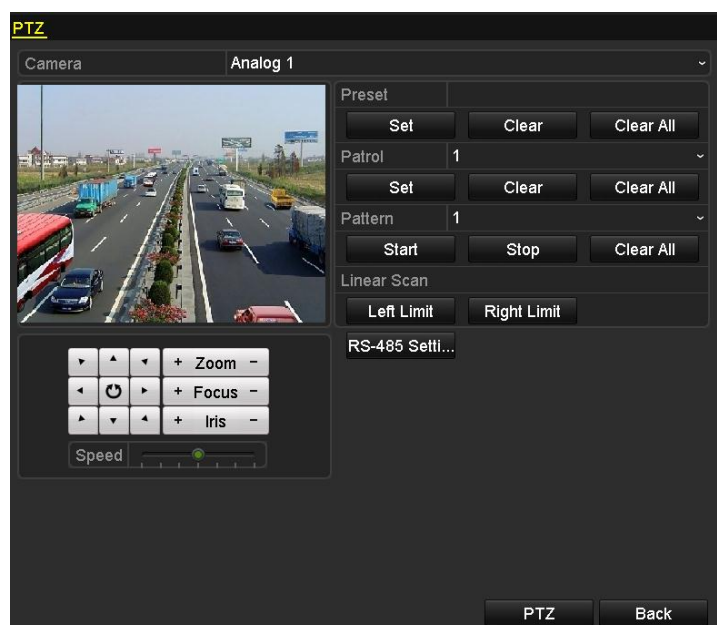 PTZ
Camera Analog 1
Preset
Set Clear Clear All
Patrol 1
Set Clear Clear All
Pattern 1
Start Stop Clear All
Linear Scan
Left Limit Right Limit
RS-485 Setti...
+ Zoom -
+ Focus -
+ Iris -
Speed
PTZ Back